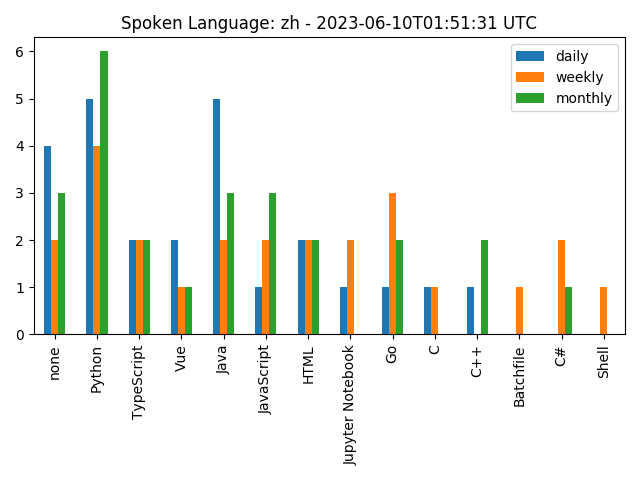 Spoken Language: zh - 2023-06-10T01:51:31 UTC
daily
weekly
monthly
6
5
4
3
2
1
0
none
Python
TypeScript
Vue
Java
JavaScript
HTML
Jupyter Notebook
Go
C
C++
Batchfile
C#
Shell